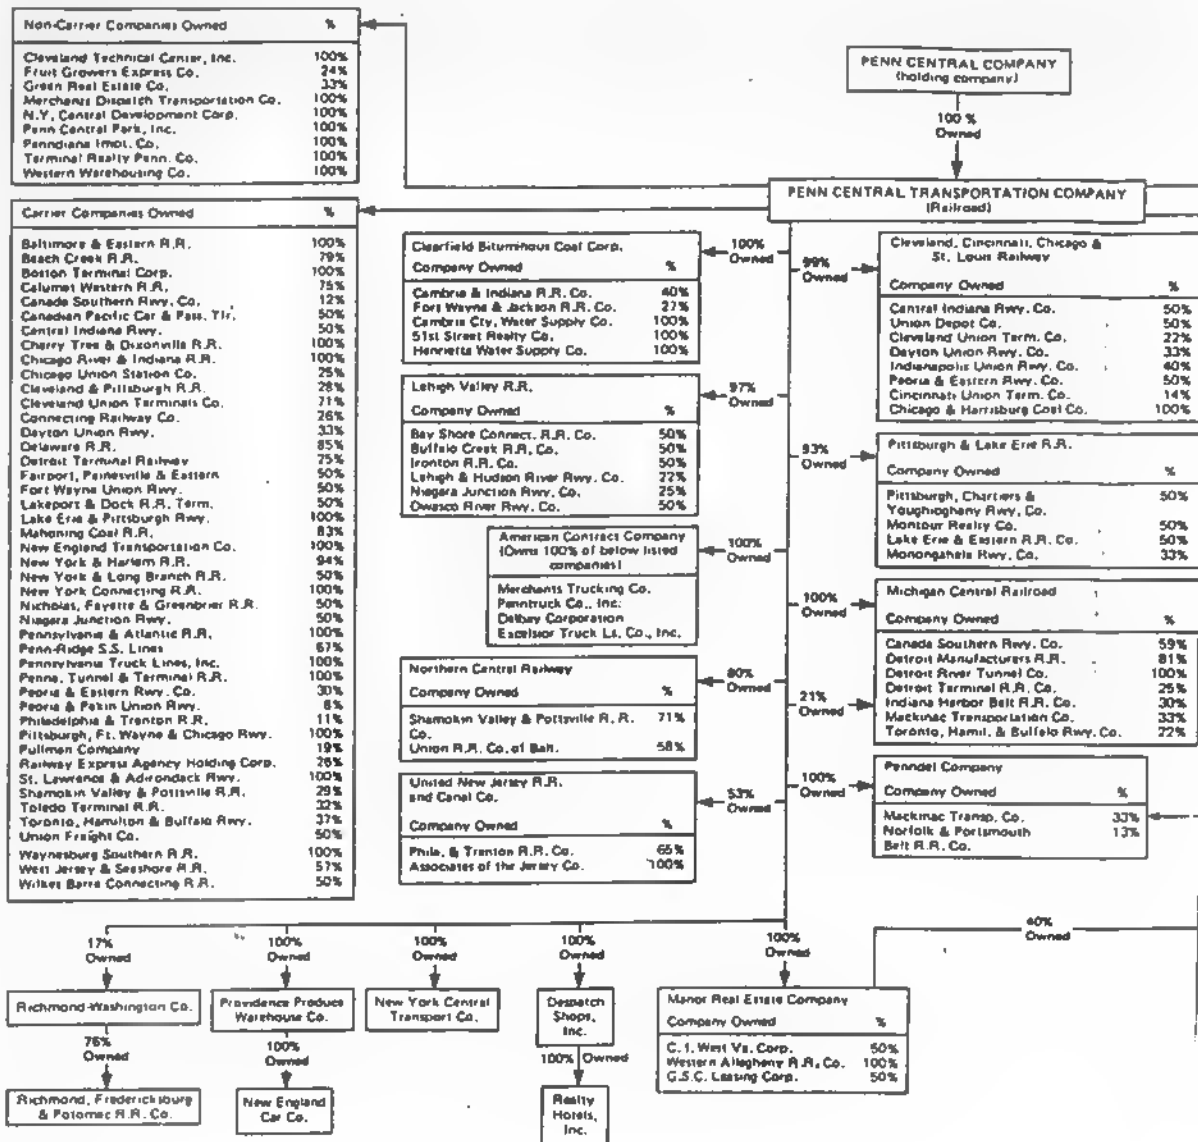 Non-Carrier Companies Owned %
Cleveland Technical Center, Inc. 100%
Fruit Growers Express Co. 24%
Green Real Estate Co. 33%
Merchants Dispatch Transportation Co. 100%
N.Y. Central Development Corp. 100%
Penn Central Park, Inc. 100%
Penndiana Imot. Co. 100%
Terminal Realty Penn. Co. 100%
Western Warehousing Co. 100%
PENN CENTRAL COMPANY
(holding company)
100 %
Owned
PENN CENTRAL TRANSPORTATION COMPANY
(Railroad)
Carrier Companies Owned %
Baltimore & Eastern R.R. 100%
Beach Creek R.R. 79%
Boston Terminal Corp. 100%
Calumet Western R.R. 75%
Canada Southern Rwy. Co. 12%
Canadian Pacific Car & Pass. Tfr. 50%
Central Indiana Rwy. 50%
Cherry Tree & Dixonville R.R. 100%
Chicago River & Indiana R.R. 100%
Chicago Union Station Co. 25%
Cleveland & Pittsburgh R.R. 28%
Cleveland Union Terminals Co. 71%
Connecting Railway Co. 26%
Dayton Union Rwy. 33%
Delaware R.R. 85%
Detroit Terminal Railway 75%
Fairport, Painesville & Eastern 50%
Fort Wayne Union Rwy. 50%
Lakeport & Dock R.R. Term. 50%
Lake Erie & Pittsburgh Rwy. 100%
Mahoning Coal R.R. 83%
New England Transportation Co. 100%
New York & Harlem R.R. 94%
New York & Long Branch R.R. 50%
New York Connecting R.R. 100%
Nicholas, Fayette & Greenbrier R.R. 50%
Niagara Junction Rwy. 50%
Pennsylvania & Atlantic R.R. 100%
Penn-Ridge S.S. Lines 67%
Pennsylvania Truck Lines, Inc. 100%
Penna. Tunnel & Terminal R.R. 100%
Peoria & Eastern Rwy. Co. 30%
Peoria & Pekin Union Rwy. 8%
Philadelphia & Trenton R.R. 11%
Pittsburgh, Ft. Wayne & Chicago Rwy. 100%
Pullman Company 19%
Railway Express Agency Holding Corp. 26%
St. Lawrence & Adirondack Rwy. 100%
Shamokin Valley & Pottsville R.R. 29%
Toledo Terminal R.R. 32%
Toronto, Hamilton & Buffalo Rwy. 37%
Union Freight Co. 50%
Waynesburg Southern R.R. 100%
West Jersey & Seashore R.R. 57%
Wilkes Barre Connecting R.R. 50%
100%
Owned
Clearfield Bituminous Coal Corp.
Company Owned %
Cambria & Indiana R.R. Co. 40%
Fort Wayne & Jackson R.R. Co. 27%
Cambria Cty. Water Supply Co. 100%
51st Street Realty Co. 100%
Henrietta Water Supply Co. 100%
97%
Owned
Lehigh Valley R.R.
Company Owned %
Bay Shore Connect. R.R. Co. 50%
Buffalo Creek R.R. Co. 50%
Ironton R.R. Co. 50%
Lehigh & Hudson River Rwy. Co. 22%
Niagara Junction Rwy. Co. 25%
Owasco River Rwy. Co. 50%
100%
Owned
American Contract Company
(Owns 100% of below listed
companies)
Merchants Trucking Co.
Penntruck Co., Inc.
Delbay Corporation
Excelsior Truck Ls. Co., Inc.
80%
Owned
Northern Central Railway
Company Owned %
Shamokin Valley & Pottsville R. R. 71%
Co.
Union R.R. Co. of Balt. 58%
53%
Owned
United New Jersey R.R.
and Canal Co.
Company Owned %
Phila. & Trenton R.R. Co. 65%
Associates of the Jersey Co. 100%
99%
Owned
Cleveland, Cincinnati, Chicago &
St. Louis Railway
Company Owned %
Central Indiana Rwy. Co. 50%
Union Depot Co. 50%
Cleveland Union Term. Co. 22%
Dayton Union Rwy. Co. 33%
Indianapolis Union Rwy. Co. 40%
Peoria & Eastern Rwy. Co. 50%
Cincinnati Union Term. Co. 14%
Chicago & Harrisburg Coal Co. 100%
93%
Owned
Pittsburgh & Lake Erie R.R.
Company Owned %
Pittsburgh, Chartiers & 50%
Youghiogheny Rwy. Co.
Montour Realty Co. 50%
Lake Erie & Eastern R.R. Co. 50%
Monongahela Rwy. Co. 33%
100%
Owned
Michigan Central Railroad
Company Owned %
Canada Southern Rwy. Co. 59%
Detroit Manufacturers R.R. 81%
Detroit River Tunnel Co. 100%
Detroit Terminal R.R. Co. 25%
Indiana Harbor Belt R.R. Co. 30%
Mackinac Transportation Co. 33%
Toronto, Hamil. & Buffalo Rwy. Co. 22%
21%
Owned
100%
Owned
Penndel Company
Company Owned %
Mackinac Transp. Co. 33%
Norfolk & Portsmouth 13%
Belt R.R. Co.
17%
Owned
100%
Owned
100%
Owned
100%
Owned
100%
Owned
40%
Owned
Richmond-Washington Co.
Providence Produce
Warehouse Co.
New York Central
Transport Co.
Despatch
Shops,
Inc.
Manor Real Estate Company
Company Owned %
C.I. West Va. Corp. 50%
Western Allegheny R.R. Co. 100%
G.S.C. Leasing Corp. 50%
76%
Owned
100%
Owned
100% Owned
Richmond, Fredericksburg
& Potomac R.R. Co.
New England
Car Co.
Realty
Hotels,
Inc.